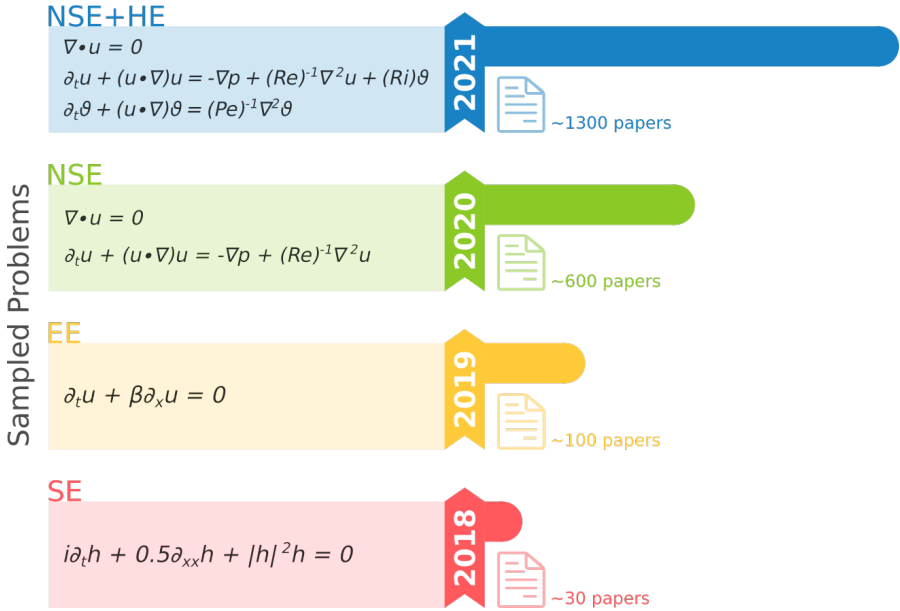 Sampled Problems
NSE+HE
∇•u = 0
∂ₜu + (u•∇)u = -∇p + (Re)⁻¹∇²u + (Ri)ϑ
∂ₜϑ + (u•∇)ϑ = (Pe)⁻¹∇²ϑ
2021
~1300 papers
NSE
∇•u = 0
∂ₜu + (u•∇)u = -∇p + (Re)⁻¹∇²u
2020
~600 papers
EE
∂ₜu + β∂ₓu = 0
2019
~100 papers
SE
i∂ₜh + 0.5∂ₓₓh + |h|²h = 0
2018
~30 papers